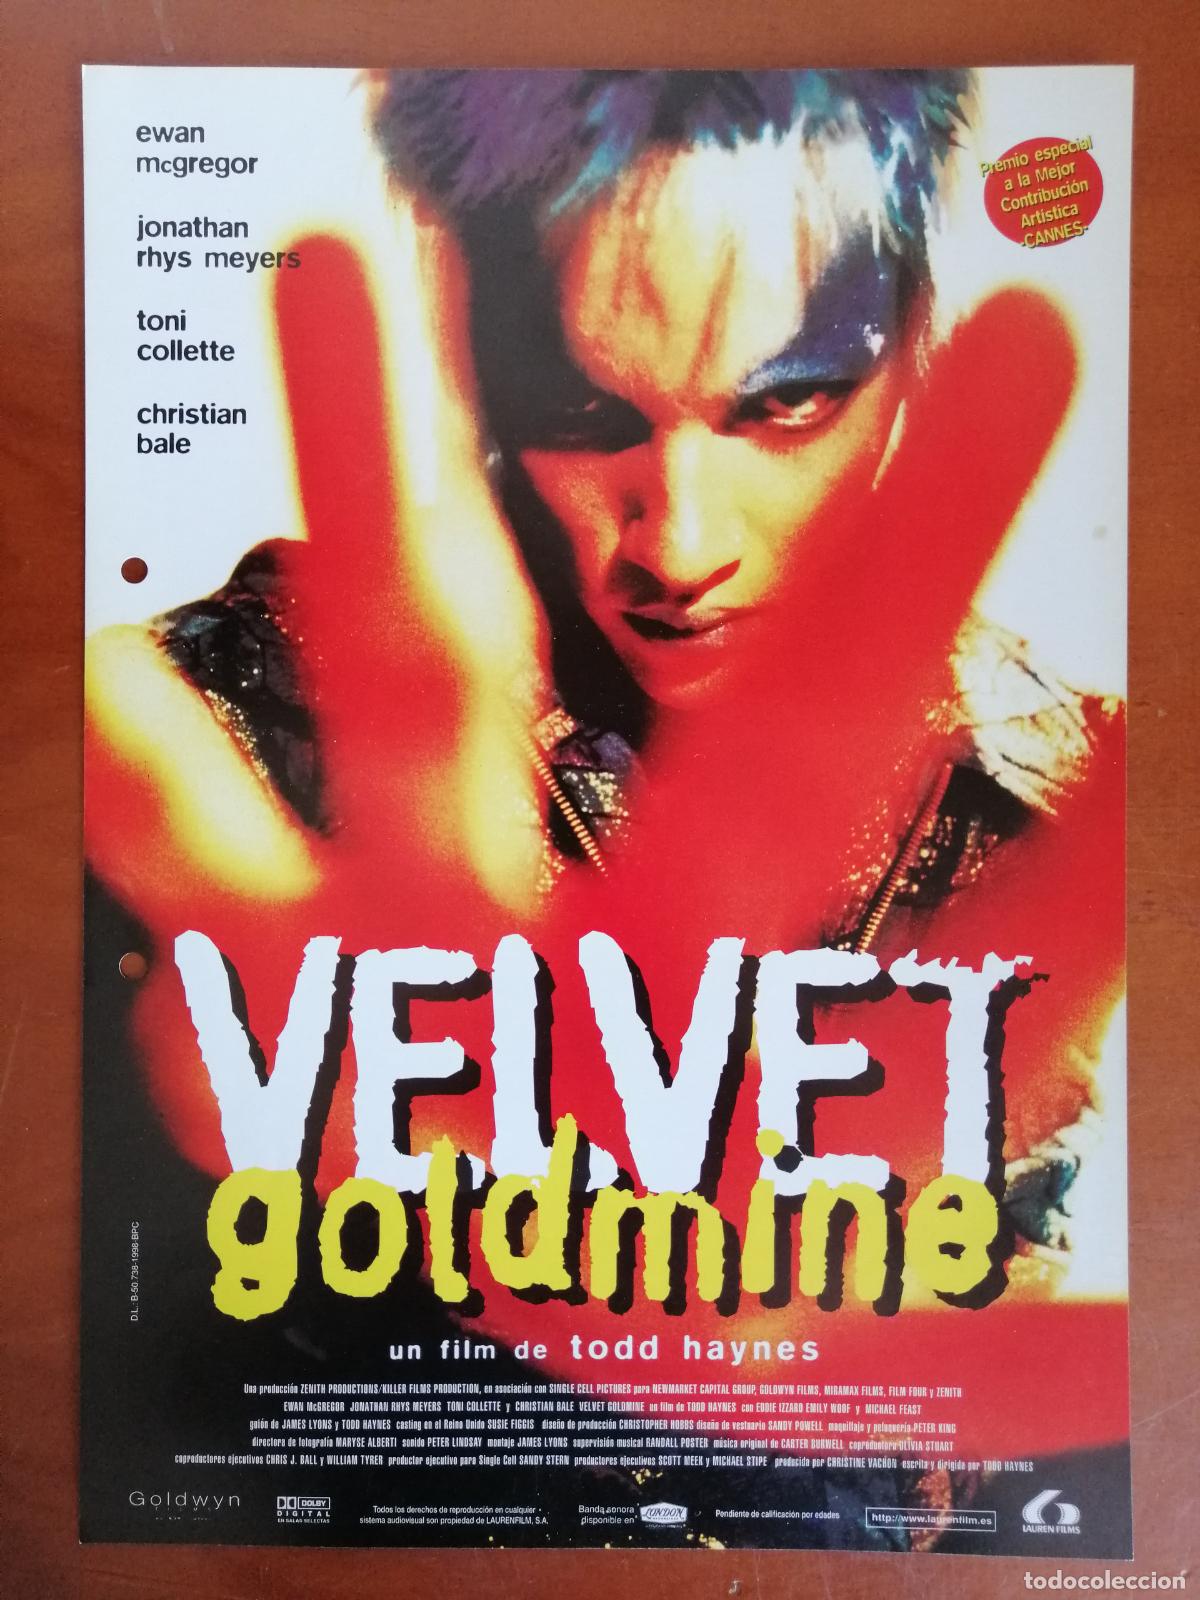 ewan
mcgregor
jonathan
rhys meyers
toni
collette
christian
bale
Premio especial
a la Mejor
Contribución
Artística
-CANNES-
VELVET
goldmine
un film de todd haynes
Una producción ZENITH PRODUCTIONS/KILLER FILMS PRODUCTION, en asociación con SINGLE CELL PICTURES para NEWMARKET CAPITAL GROUP, GOLDWYN FILMS, MIRAMAX FILMS, FILM FOUR y ZENITH
EWAN McGREGOR JONATHAN RHYS MEYERS TONI COLLETTE y CHRISTIAN BALE VELVET GOLDMINE un film de TODD HAYNES con EDDIE IZZARD EMILY WOOF y MICHAEL FEAST
guión de JAMES LYONS y TODD HAYNES casting en el Reino Unido SUSIE FIGGIS diseño de producción CHRISTOPHER HOBBS diseño de vestuario SANDY POWELL maquillaje y peluquería PETER KING
directora de fotografía MARYSE ALBERTI sonido PETER LINDSAY montaje JAMES LYONS supervisión musical RANDALL POSTER música original de CARTER BURWELL coproductora OLIVIA STUART
coproductores ejecutivos CHRIS J. BALL y WILLIAM TYRER productor ejecutivo para Single Cell SANDY STERN productores ejecutivos SCOTT MEEK y MICHAEL STIPE producida por CHRISTINE VACHON escrita y dirigida por TODD HAYNES
D.L.: B-50.738-1998-BPC
Goldwyn
DOLBY
DIGITAL
EN SALAS SELECTAS
Todos los derechos de reproducción en cualquier
sistema audiovisual son propiedad de LAURENFILM, S.A.
Banda sonora
disponible en
LONDON
Pendiente de calificación por edades
http://www.laurenfilm.es
LAUREN FILMS
todocoleccion